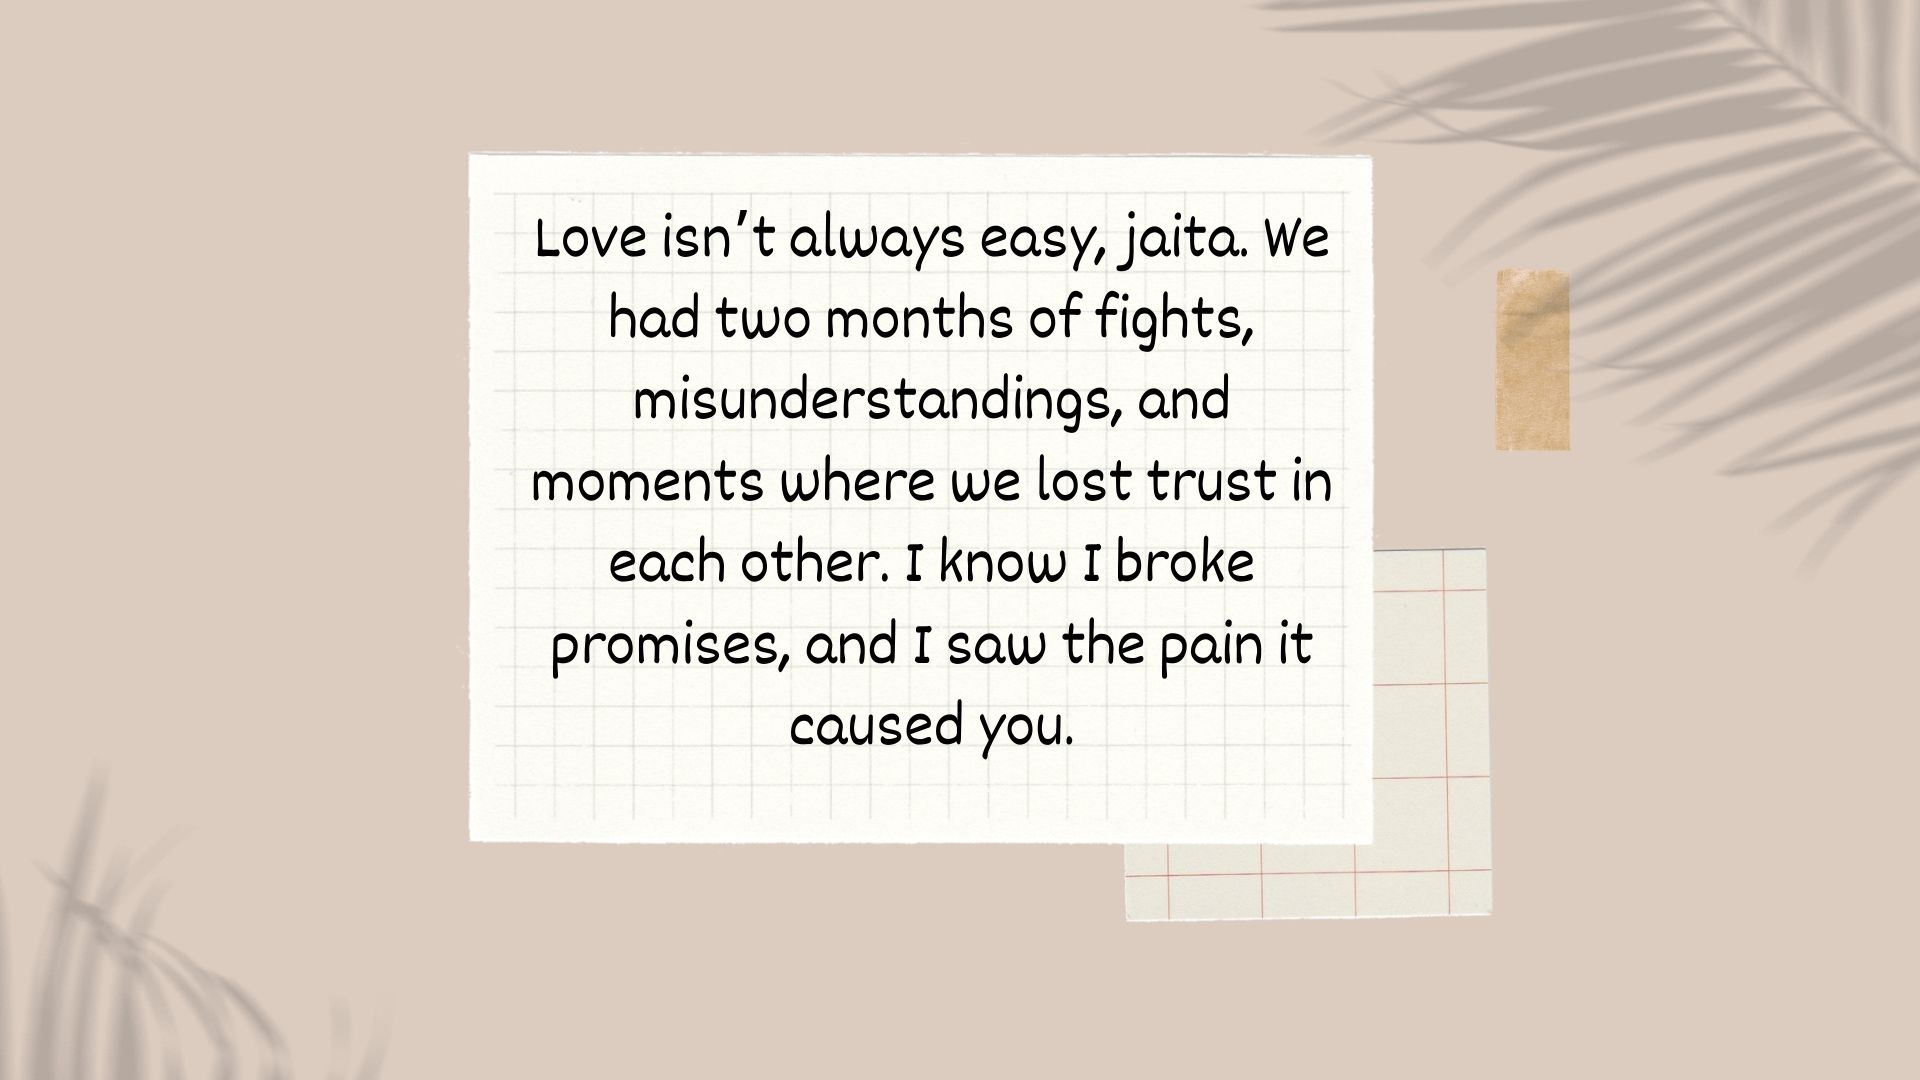 Love isn't always easy, jaita. We
had two months of fights,
misunderstandings, and
moments where we lost trust in
each other. I know I broke
promises, and I saw the pain it
caused you.